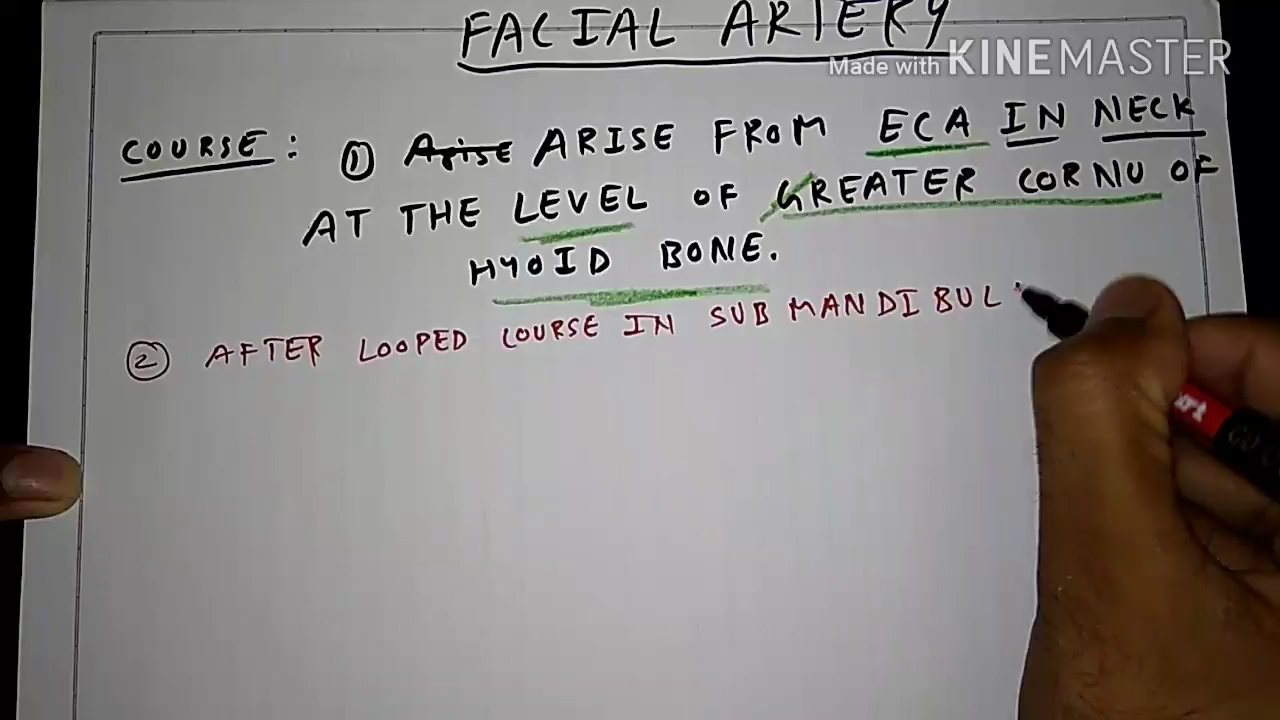 FACIAL ARTERY
Made with KINEMASTER
COURSE: ① Arise ARISE FROM ECA IN NECK
AT THE LEVEL OF GREATER CORNU OF
HYOID BONE.
② AFTER LOOPED COURSE IN SUBMANDIBUL